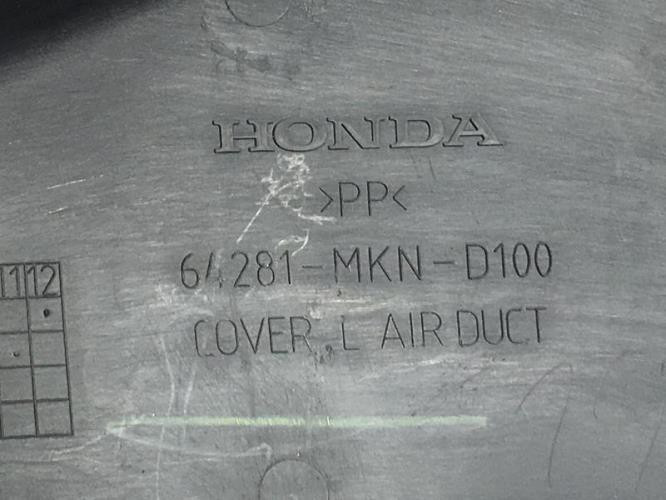 HONDA
>PP<
64281-MKN-D100
COVER, L AIR DUCT
11 12